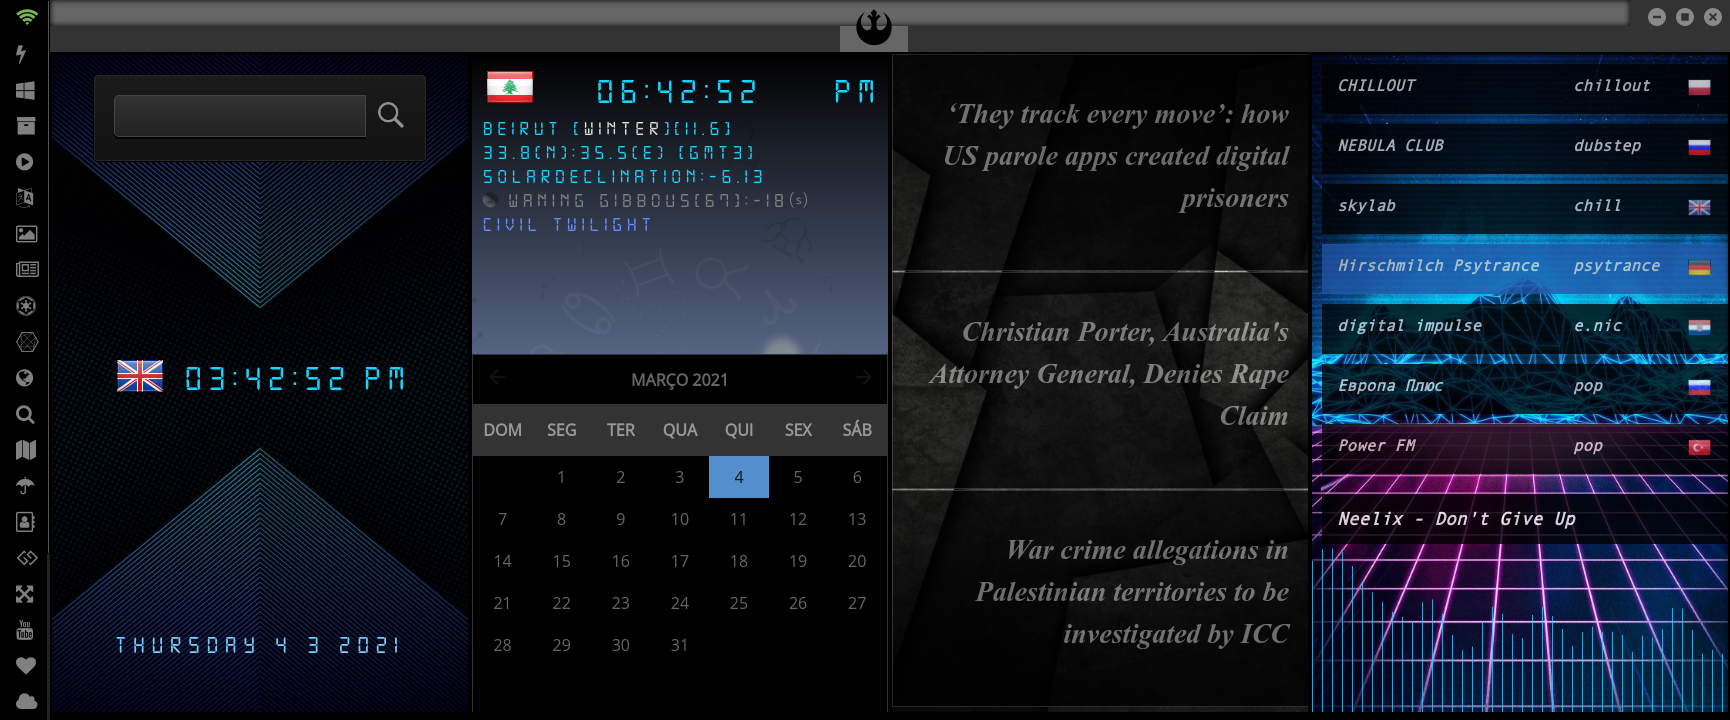 03:42:52 PM
THURSDAY 4 3 2021
06:42:52 PM
BEIRUT (WINTER)(11.6)
33.8(N):35.5(E) (GMT3)
SOLARDECLINATION:-6.13
WANING GIBBOUS(67):-18(s)
CIVIL TWILIGHT
MARÇO 2021
DOM SEG TER QUA QUI SEX SÁB
1 2 3 4 5 6
7 8 9 10 11 12 13
14 15 16 17 18 19 20
21 22 23 24 25 26 27
28 29 30 31
‘They track every move’: how
US parole apps created digital
prisoners
Christian Porter, Australia's
Attorney General, Denies Rape
Claim
War crime allegations in
Palestinian territories to be
investigated by ICC
CHILLOUT chillout
NEBULA CLUB dubstep
skylab chill
Hirschmilch Psytrance psytrance
digital impulse e.nic
Европа Плюс pop
Power FM pop
Neelix - Don't Give Up
You
Tube